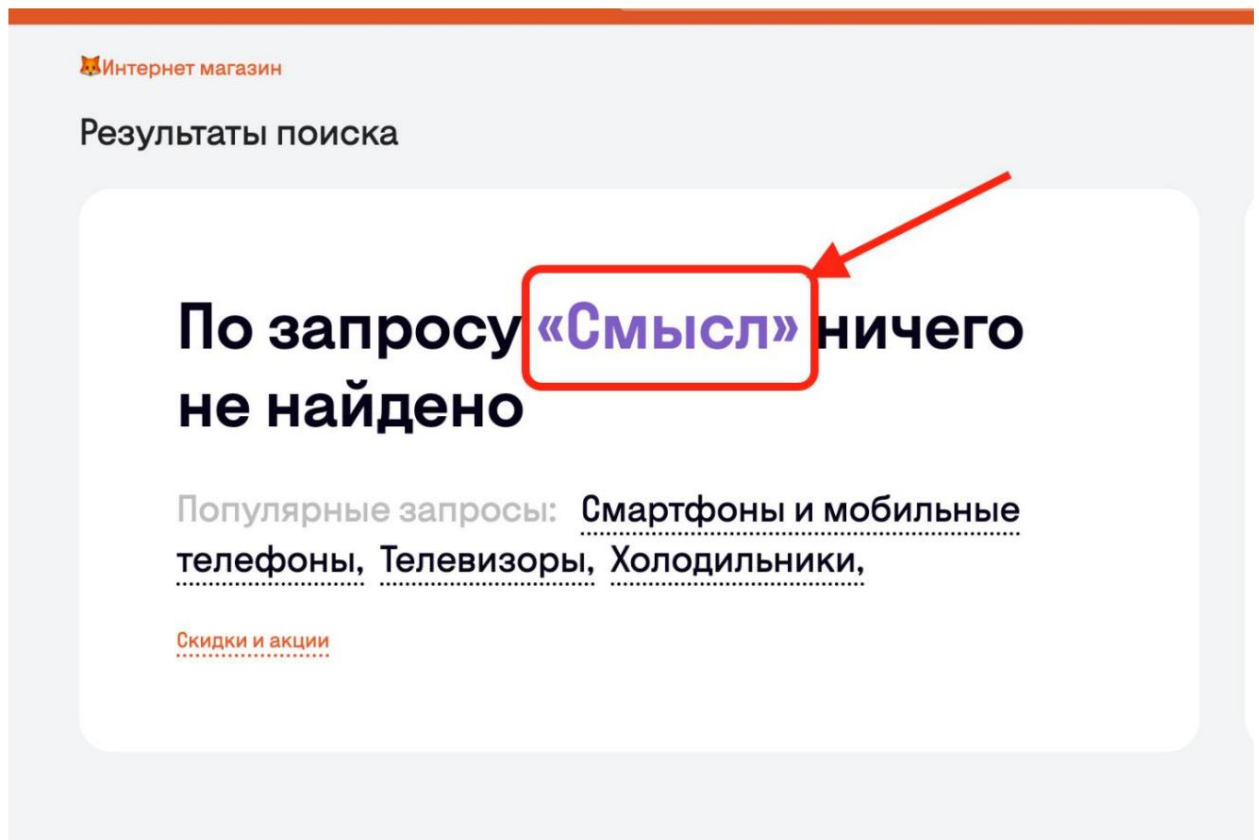 Интернет магазин
Результаты поиска
По запросу «Смысл» ничего
не найдено
Популярные запросы: Смартфоны и мобильные
телефоны, Телевизоры, Холодильники,
Скидки и акции